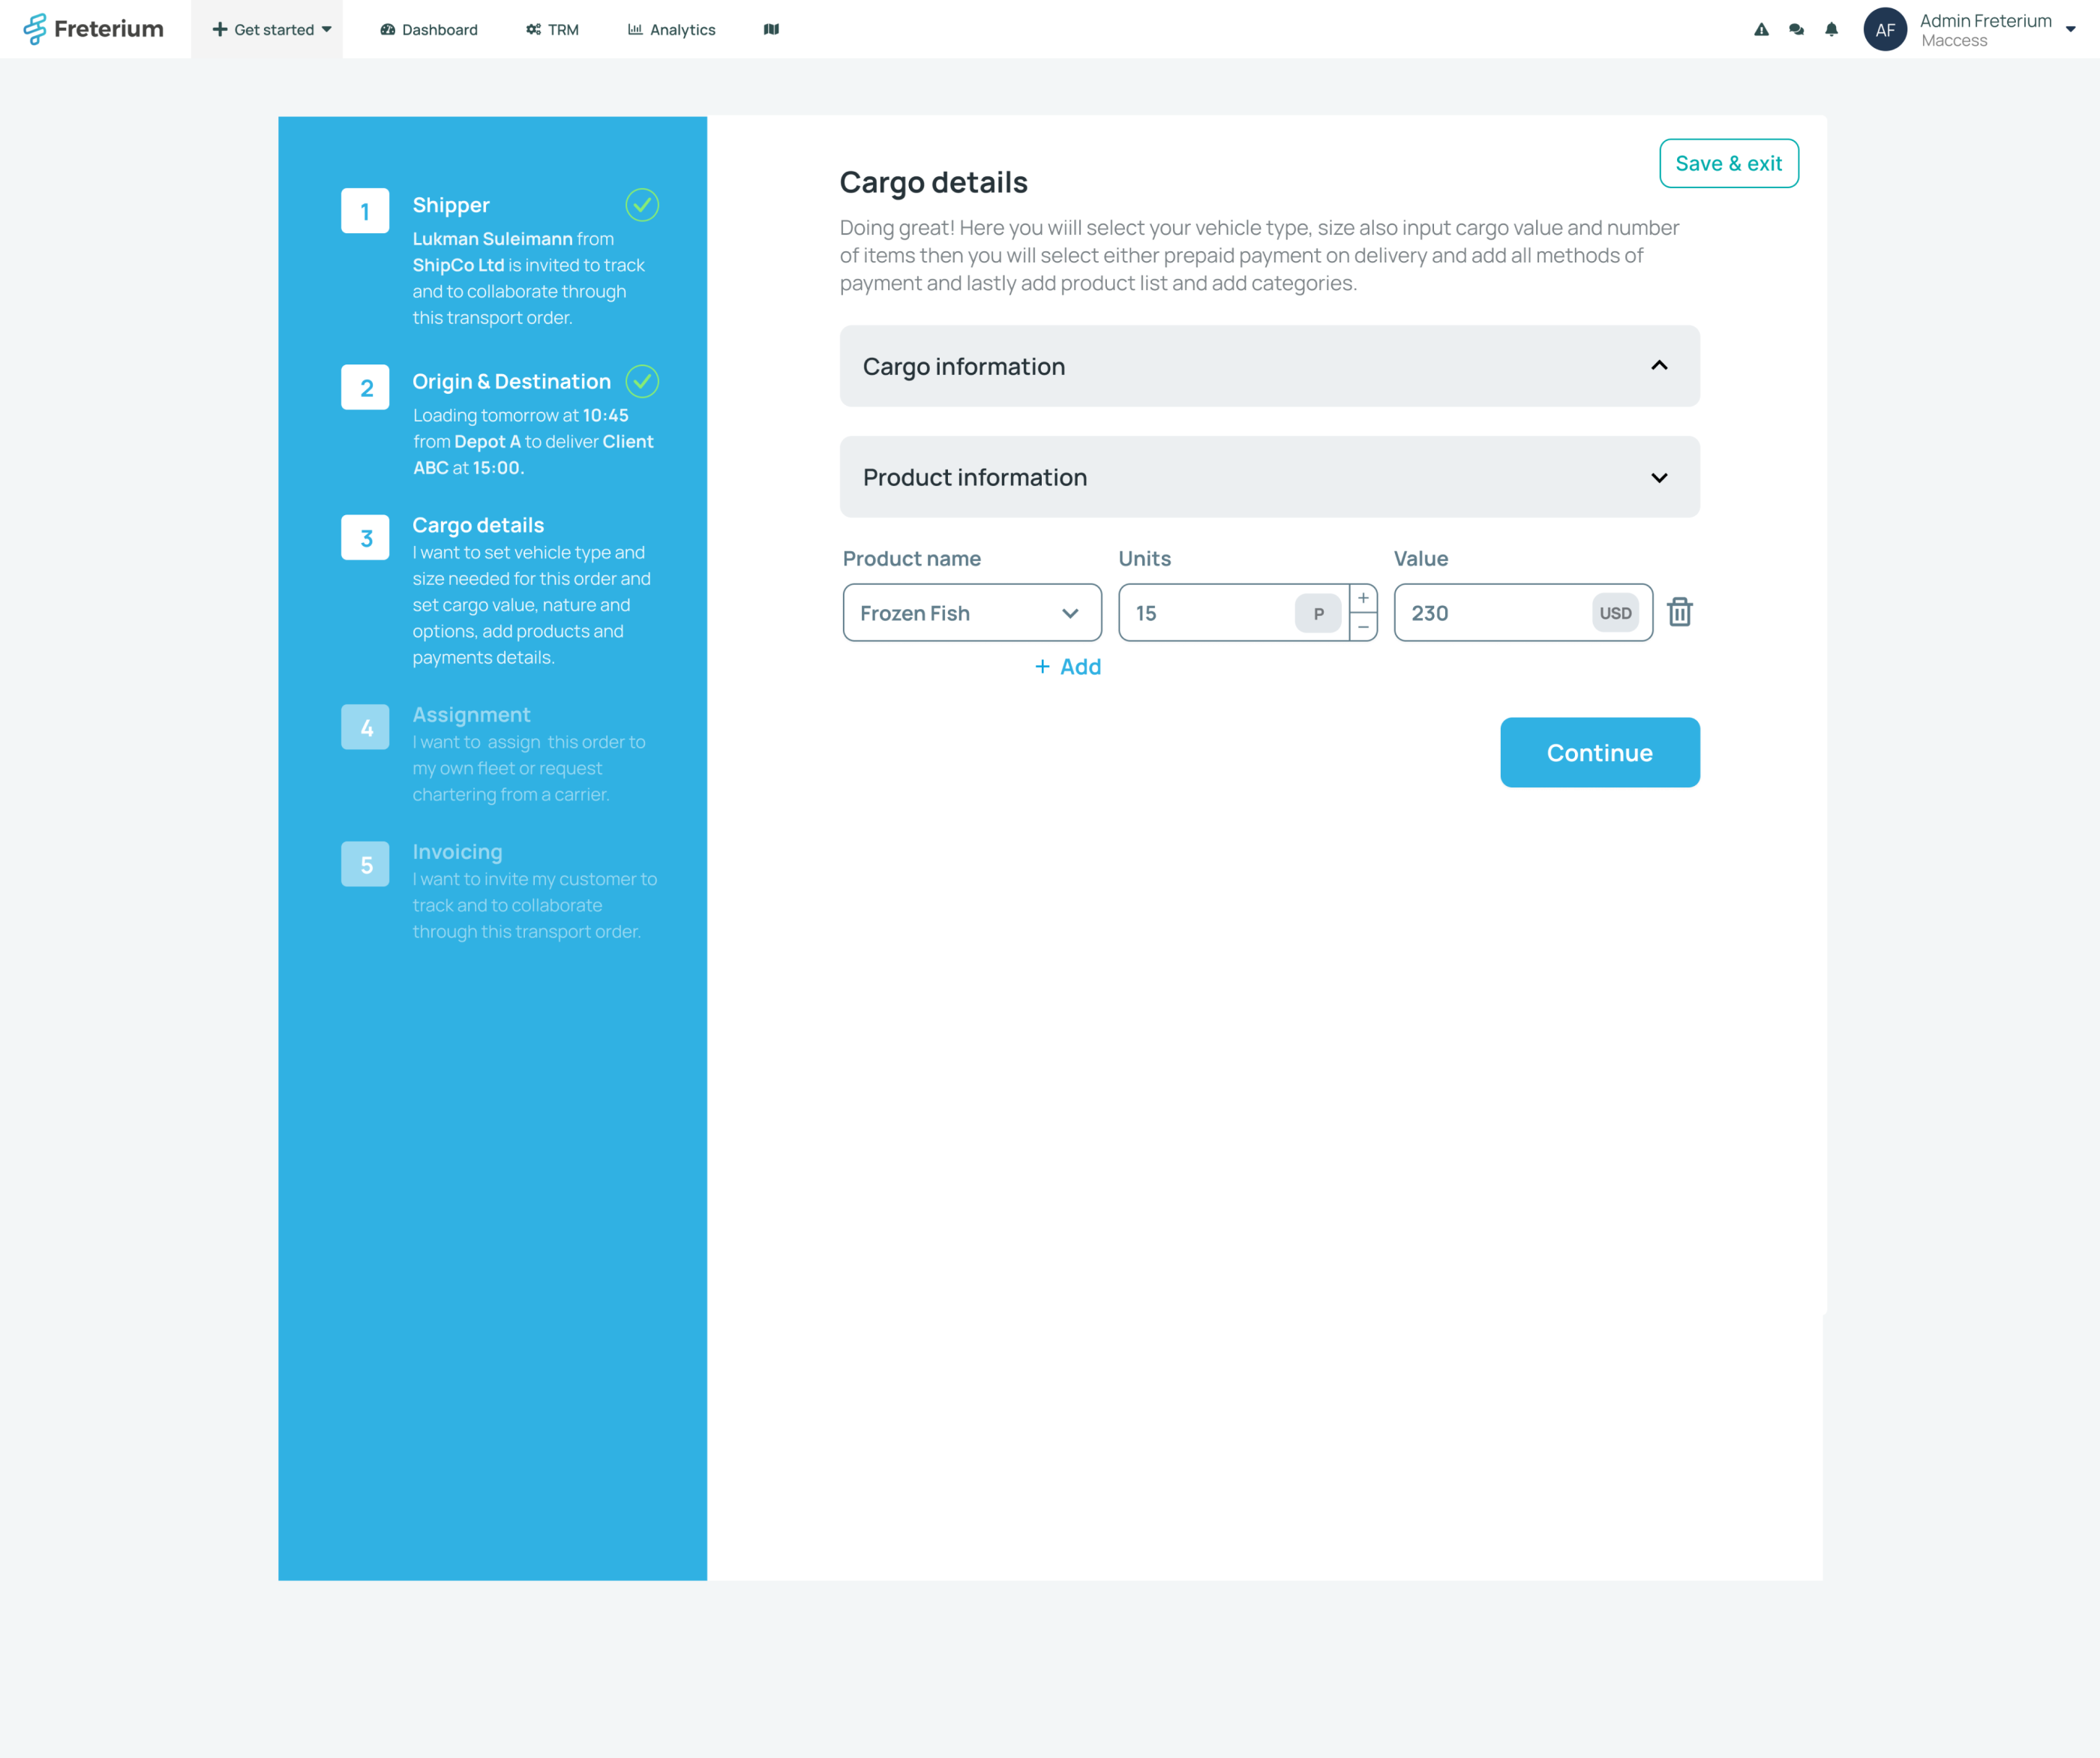 Freterium
Get started
Dashboard
TRM
Analytics
AF
Admin Freterium
Maccess
1
Shipper
Lukman Suleimann from
ShipCo Ltd is invited to track
and to collaborate through
this transport order.
2
Origin & Destination
Loading tomorrow at 10:45
from Depot A to deliver Client
ABC at 15:00.
3
Cargo details
I want to set vehicle type and
size needed for this order and
set cargo value, nature and
options, add products and
payments details.
4
Assignment
I want to assign this order to
my own fleet or request
chartering from a carrier.
5
Invoicing
I want to invite my customer to
track and to collaborate
through this transport order.
Save & exit
Cargo details
Doing great! Here you wiill select your vehicle type, size also input cargo value and number
of items then you will select either prepaid payment on delivery and add all methods of
payment and lastly add product list and add categories.
Cargo information
Product information
Product name Units Value
Frozen Fish 15 P + − 230 USD
+ Add
Continue